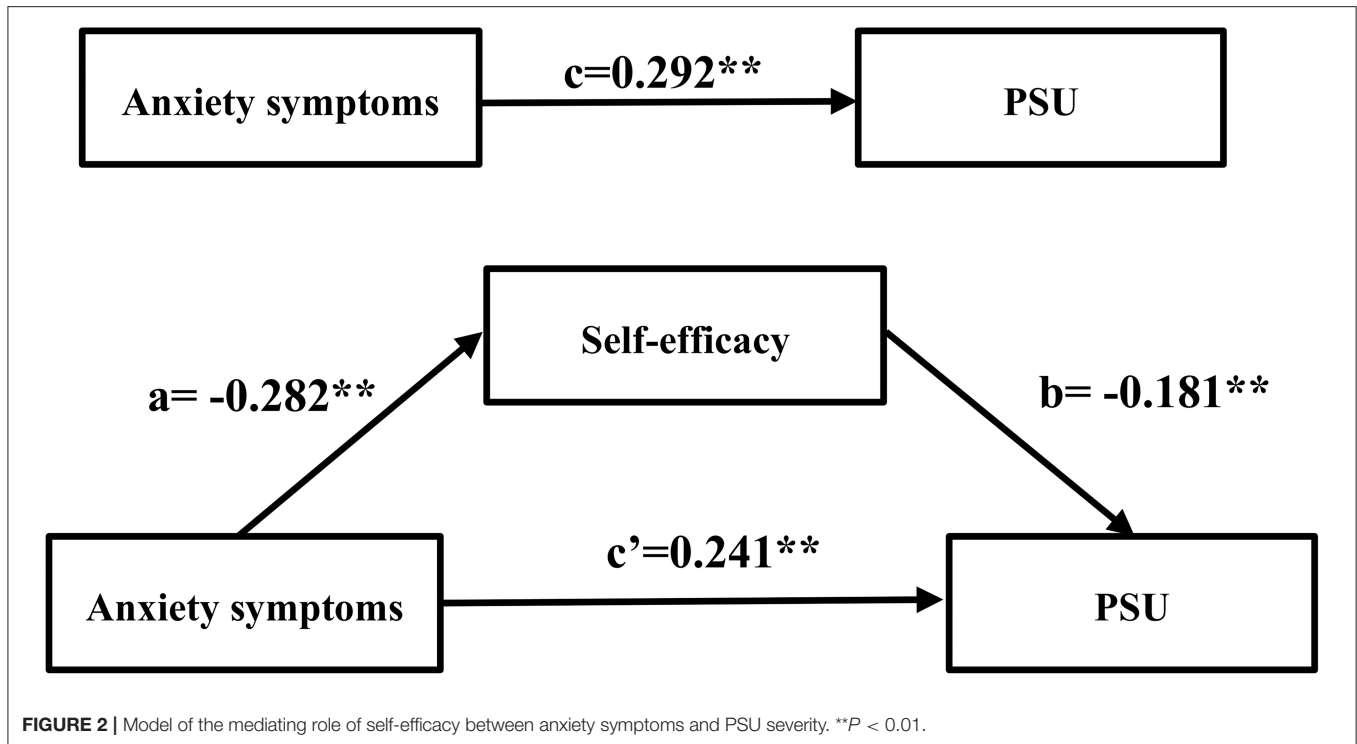 c=0.292**
Anxiety symptoms
PSU
Self-efficacy
a= -0.282**
b= -0.181**
c’=0.241**
Anxiety symptoms
PSU
FIGURE 2 | Model of the mediating role of self-efficacy between anxiety symptoms and PSU severity. **P < 0.01.